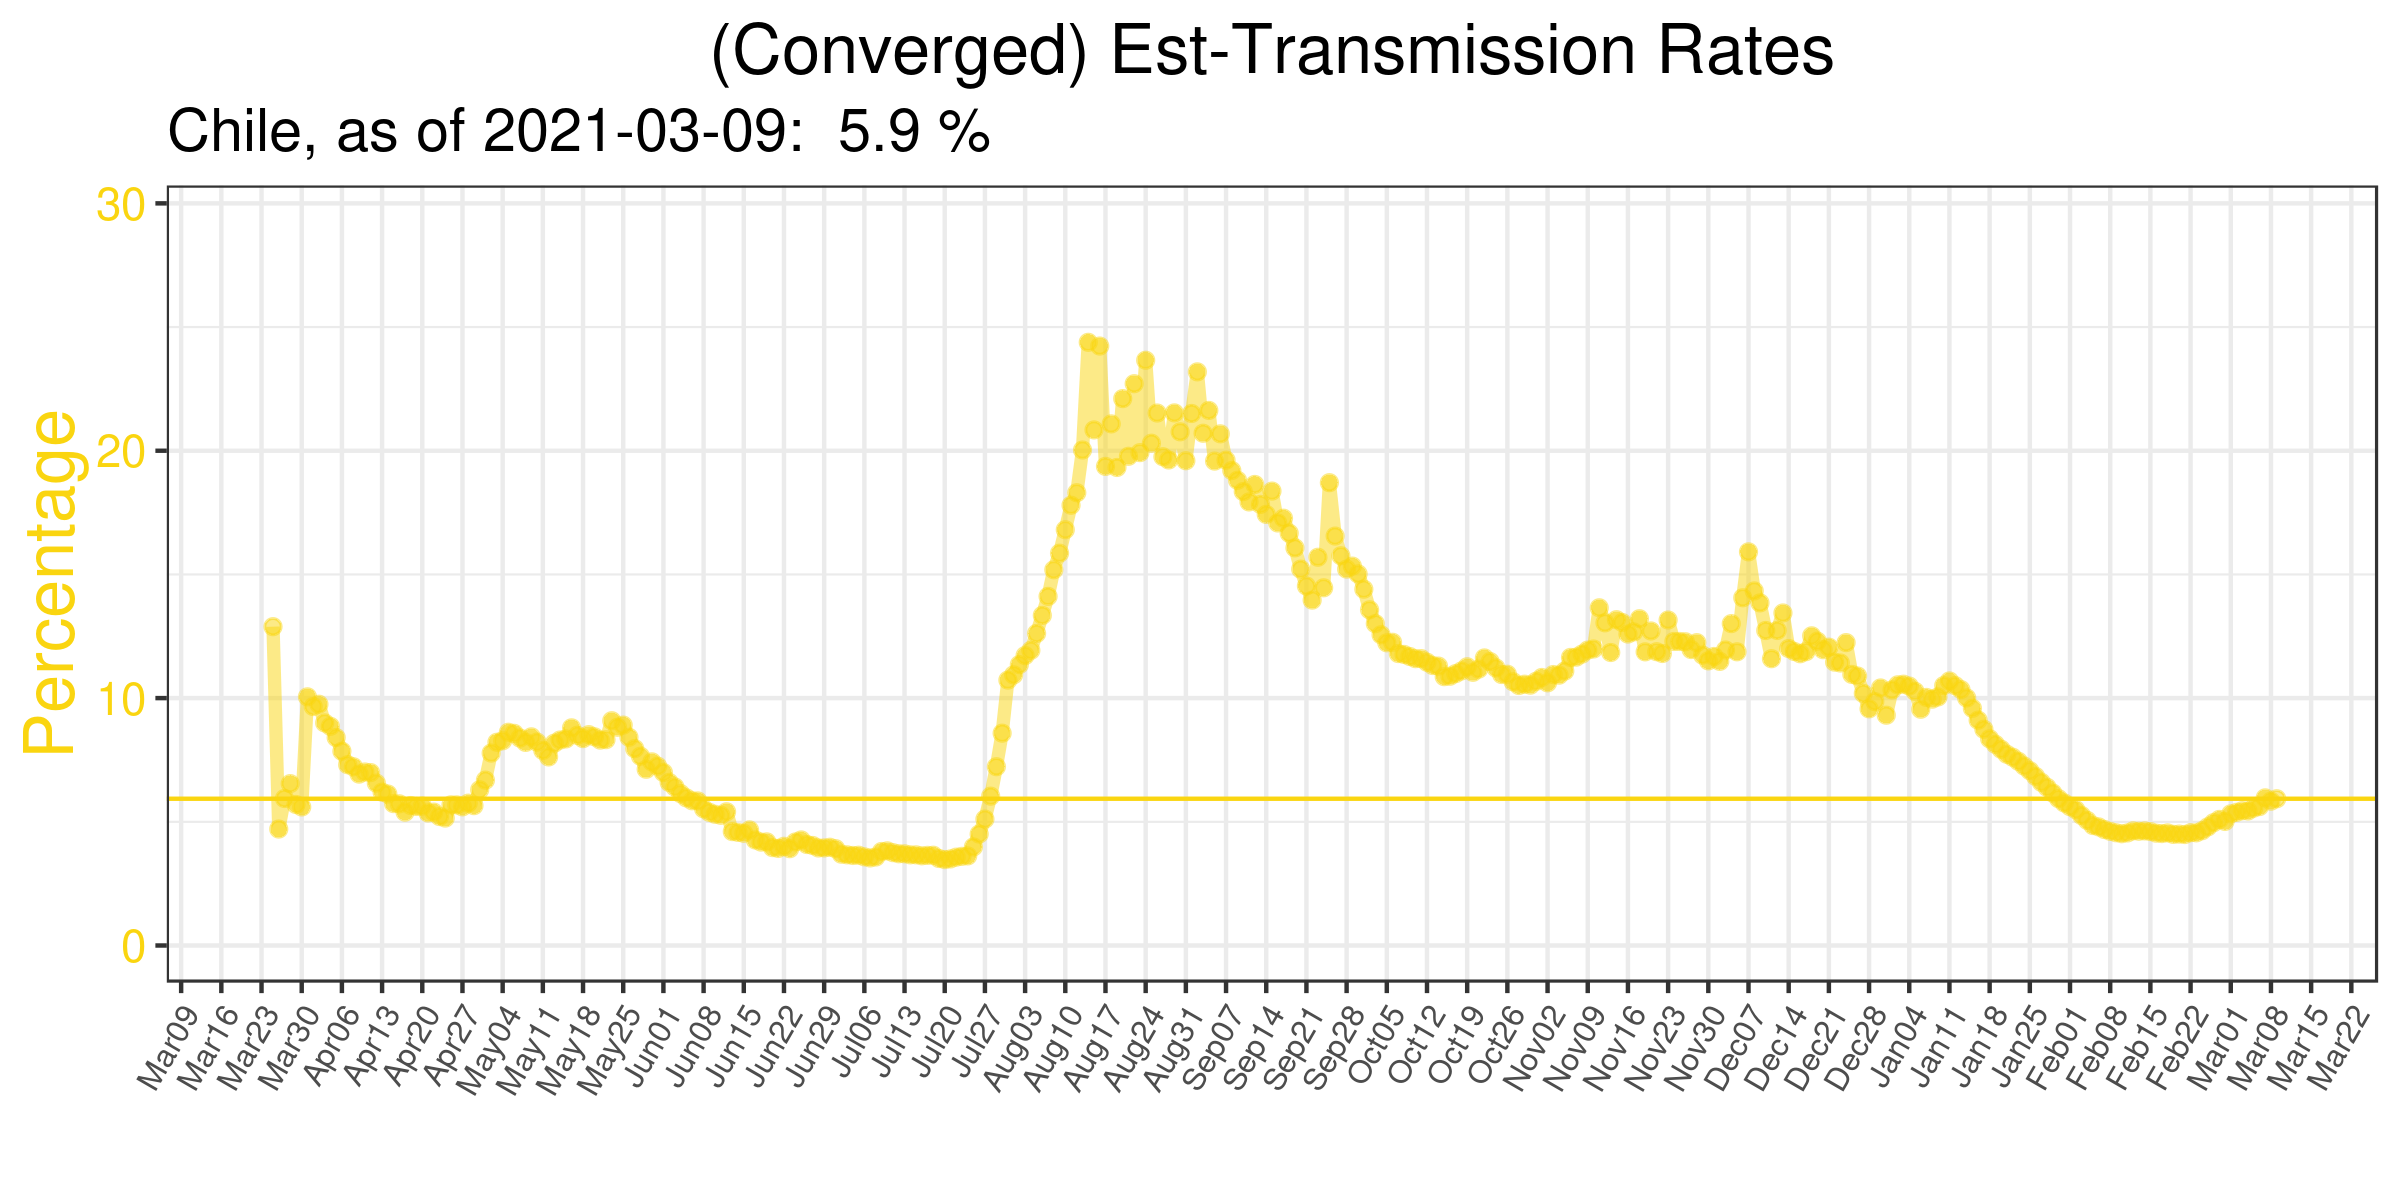 (Converged) Est-Transmission Rates
Chile, as of 2021-03-09: 5.9 %
Percentage
30
20
10
0
Mar09
Mar16
Mar23
Mar30
Apr06
Apr13
Apr20
Apr27
May04
May11
May18
May25
Jun01
Jun08
Jun15
Jun22
Jun29
Jul06
Jul13
Jul20
Jul27
Aug03
Aug10
Aug17
Aug24
Aug31
Sep07
Sep14
Sep21
Sep28
Oct05
Oct12
Oct19
Oct26
Nov02
Nov09
Nov16
Nov23
Nov30
Dec07
Dec14
Dec21
Dec28
Jan04
Jan11
Jan18
Jan25
Feb01
Feb08
Feb15
Feb22
Mar01
Mar08
Mar15
Mar22